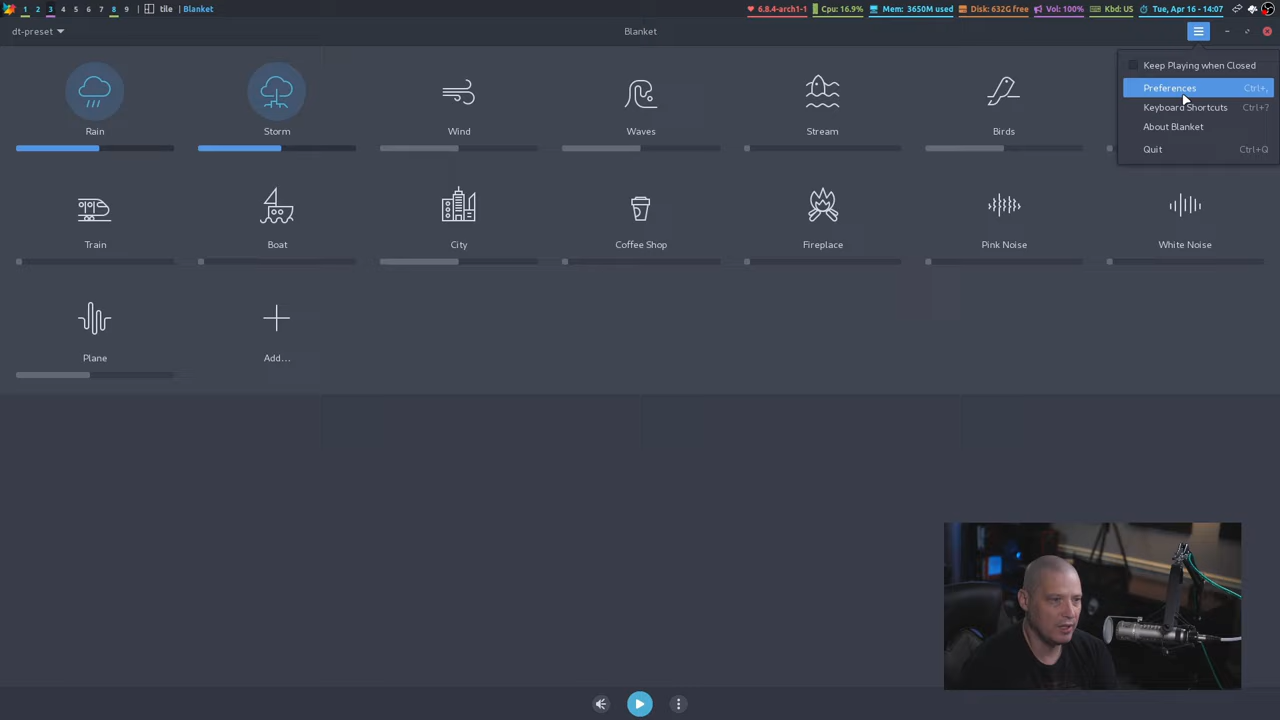 1 2 3 4 5 6 7 8 9 tile | Blanket
6.8.4-arch1-1 Cpu: 16.9% Mem: 3650M used Disk: 632G free Vol: 100% Kbd: US Tue, Apr 16 - 14:07
dt-preset Blanket
Keep Playing when Closed
Preferences Ctrl+,
Keyboard Shortcuts Ctrl+?
About Blanket
Quit Ctrl+Q
Rain Storm Wind Waves Stream Birds
Train Boat City Coffee Shop Fireplace Pink Noise White Noise
Plane Add...